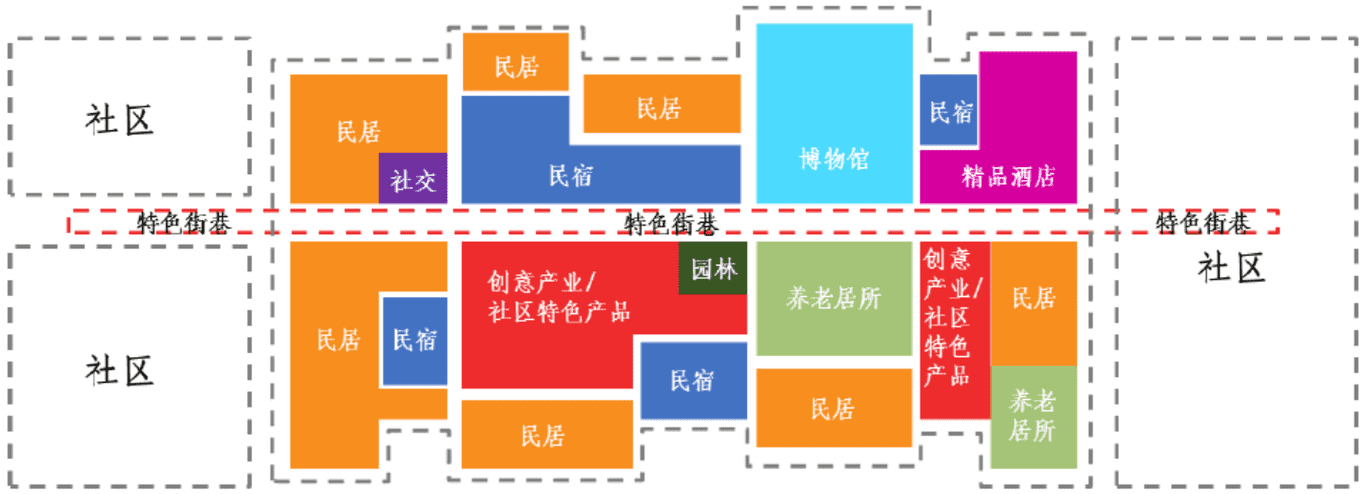 社区
民居
社交
民居
民居
民宿
博物馆
民宿
精品酒店
特色街巷
特色街巷
特色街巷
社区
社区
民居
民宿
创意产业/
社区特色产品
园林
民宿
民居
养老居所
民居
创意
产业/
社区
特色
产品
民居
养老
居所